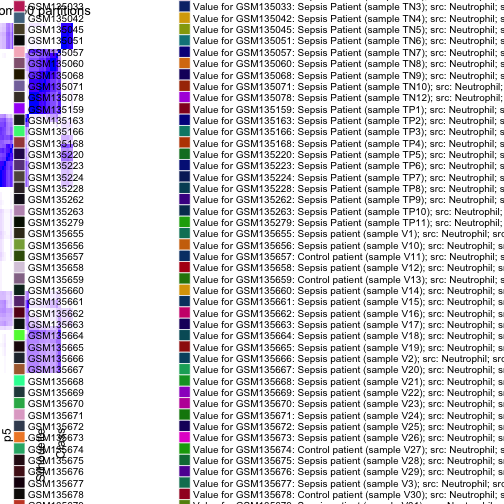 om 50 partitions
GSM135033 Value for GSM135033: Sepsis Patient (sample TN3); src: Neutrophil; s
GSM135042 Value for GSM135042: Sepsis Patient (sample TN4); src: Neutrophil; s
GSM135045 Value for GSM135045: Sepsis Patient (sample TN5); src: Neutrophil; s
GSM135051 Value for GSM135051: Sepsis Patient (sample TN6); src: Neutrophil; s
GSM135057 Value for GSM135057: Sepsis Patient (sample TN7); src: Neutrophil; s
GSM135060 Value for GSM135060: Sepsis Patient (sample TN8); src: Neutrophil; s
GSM135068 Value for GSM135068: Sepsis Patient (sample TN9); src: Neutrophil; s
GSM135071 Value for GSM135071: Sepsis Patient (sample TN10); src: Neutrophil;
GSM135078 Value for GSM135078: Sepsis Patient (sample TN12); src: Neutrophil;
GSM135159 Value for GSM135159: Sepsis Patient (sample TP1); src: Neutrophil; s
GSM135163 Value for GSM135163: Sepsis Patient (sample TP2); src: Neutrophil; s
GSM135166 Value for GSM135166: Sepsis Patient (sample TP3); src: Neutrophil; s
GSM135168 Value for GSM135168: Sepsis Patient (sample TP4); src: Neutrophil; s
GSM135220 Value for GSM135220: Sepsis Patient (sample TP5); src: Neutrophil; s
GSM135223 Value for GSM135223: Sepsis Patient (sample TP6); src: Neutrophil; s
GSM135224 Value for GSM135224: Sepsis Patient (sample TP7); src: Neutrophil; s
GSM135228 Value for GSM135228: Sepsis Patient (sample TP8); src: Neutrophil; s
GSM135262 Value for GSM135262: Sepsis Patient (sample TP9); src: Neutrophil; s
GSM135263 Value for GSM135263: Sepsis Patient (sample TP10); src: Neutrophil;
GSM135279 Value for GSM135279: Sepsis Patient (sample TP11); src: Neutrophil;
GSM135655 Value for GSM135655: Sepsis patient (sample V1); src: Neutrophil; src
GSM135656 Value for GSM135656: Sepsis patient (sample V10); src: Neutrophil; s
GSM135657 Value for GSM135657: Control patient (sample V11); src: Neutrophil; s
GSM135658 Value for GSM135658: Sepsis patient (sample V12); src: Neutrophil; s
GSM135659 Value for GSM135659: Control patient (sample V13); src: Neutrophil; s
GSM135660 Value for GSM135660: Sepsis patient (sample V14); src: Neutrophil; s
GSM135661 Value for GSM135661: Sepsis patient (sample V15); src: Neutrophil; s
GSM135662 Value for GSM135662: Sepsis patient (sample V16); src: Neutrophil; s
GSM135663 Value for GSM135663: Sepsis patient (sample V17); src: Neutrophil; s
GSM135664 Value for GSM135664: Sepsis patient (sample V18); src: Neutrophil; s
GSM135665 Value for GSM135665: Sepsis patient (sample V19); src: Neutrophil; s
GSM135666 Value for GSM135666: Sepsis patient (sample V2); src: Neutrophil; src
GSM135667 Value for GSM135667: Sepsis patient (sample V20); src: Neutrophil; s
GSM135668 Value for GSM135668: Sepsis patient (sample V21); src: Neutrophil; s
GSM135669 Value for GSM135669: Sepsis patient (sample V22); src: Neutrophil; s
GSM135670 Value for GSM135670: Sepsis patient (sample V23); src: Neutrophil; s
GSM135671 Value for GSM135671: Sepsis patient (sample V24); src: Neutrophil; s
GSM135672 Value for GSM135672: Sepsis patient (sample V25); src: Neutrophil; s
GSM135673 Value for GSM135673: Sepsis patient (sample V26); src: Neutrophil; s
GSM135674 Value for GSM135674: Control patient (sample V27); src: Neutrophil; s
GSM135675 Value for GSM135675: Sepsis patient (sample V28); src: Neutrophil; s
GSM135676 Value for GSM135676: Sepsis patient (sample V29); src: Neutrophil; s
GSM135677 Value for GSM135677: Sepsis patient (sample V3); src: Neutrophil; src
GSM135678 Value for GSM135678: Control patient (sample V30); src: Neutrophil; s
p5